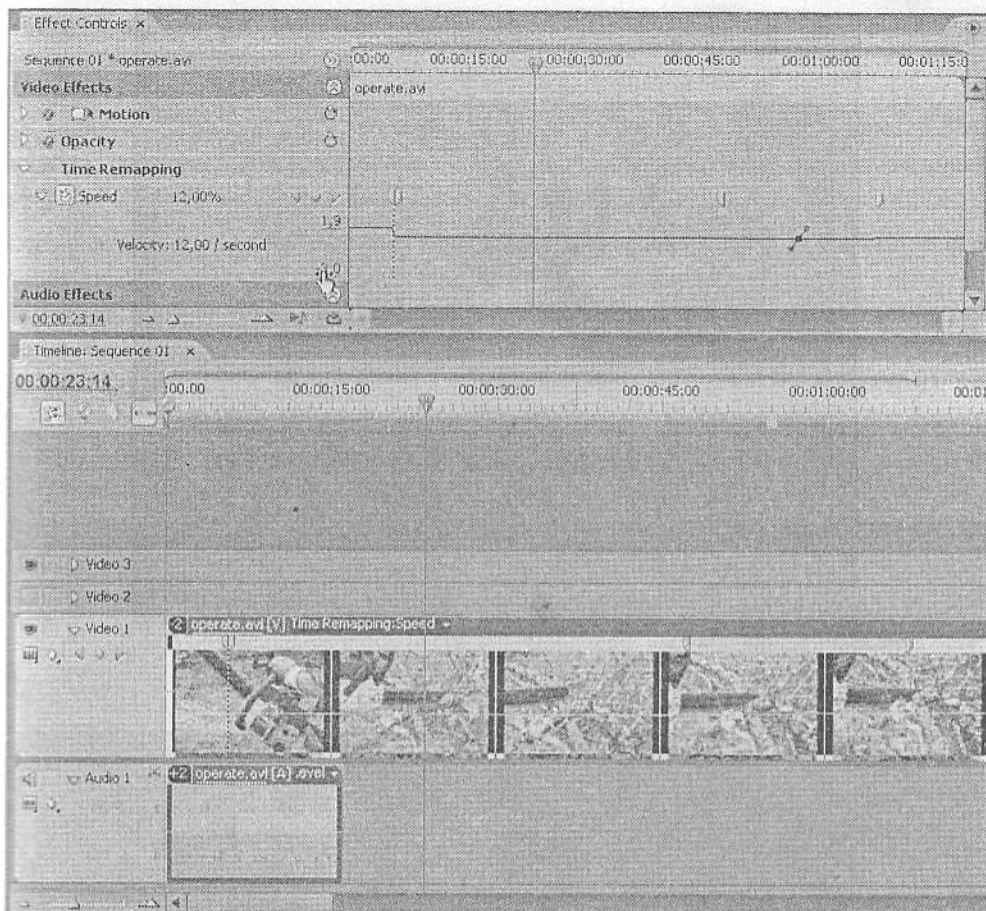 Effect Controls x
Sequence 01 * operate.avi
:00:00 00:00:15:00 00:00:30:00 00:00:45:00 00:01:00:00 00:01:15:0
Video Effects
operate.avi
Motion
Opacity
Time Remapping
Speed 12,00%
1,9
Velocity: 12,00 / second
Audio Effects
00:00:23:14
Timeline: Sequence 01 x
00:00:23:14
:00:00 00:00:15:00 00:00:30:00 00:00:45:00 00:01:00:00 00:01
Video 3
Video 2
Video 1
-2 operate.avi [V] Time Remapping:Speed
Audio 1
+2 operate.avi [A]